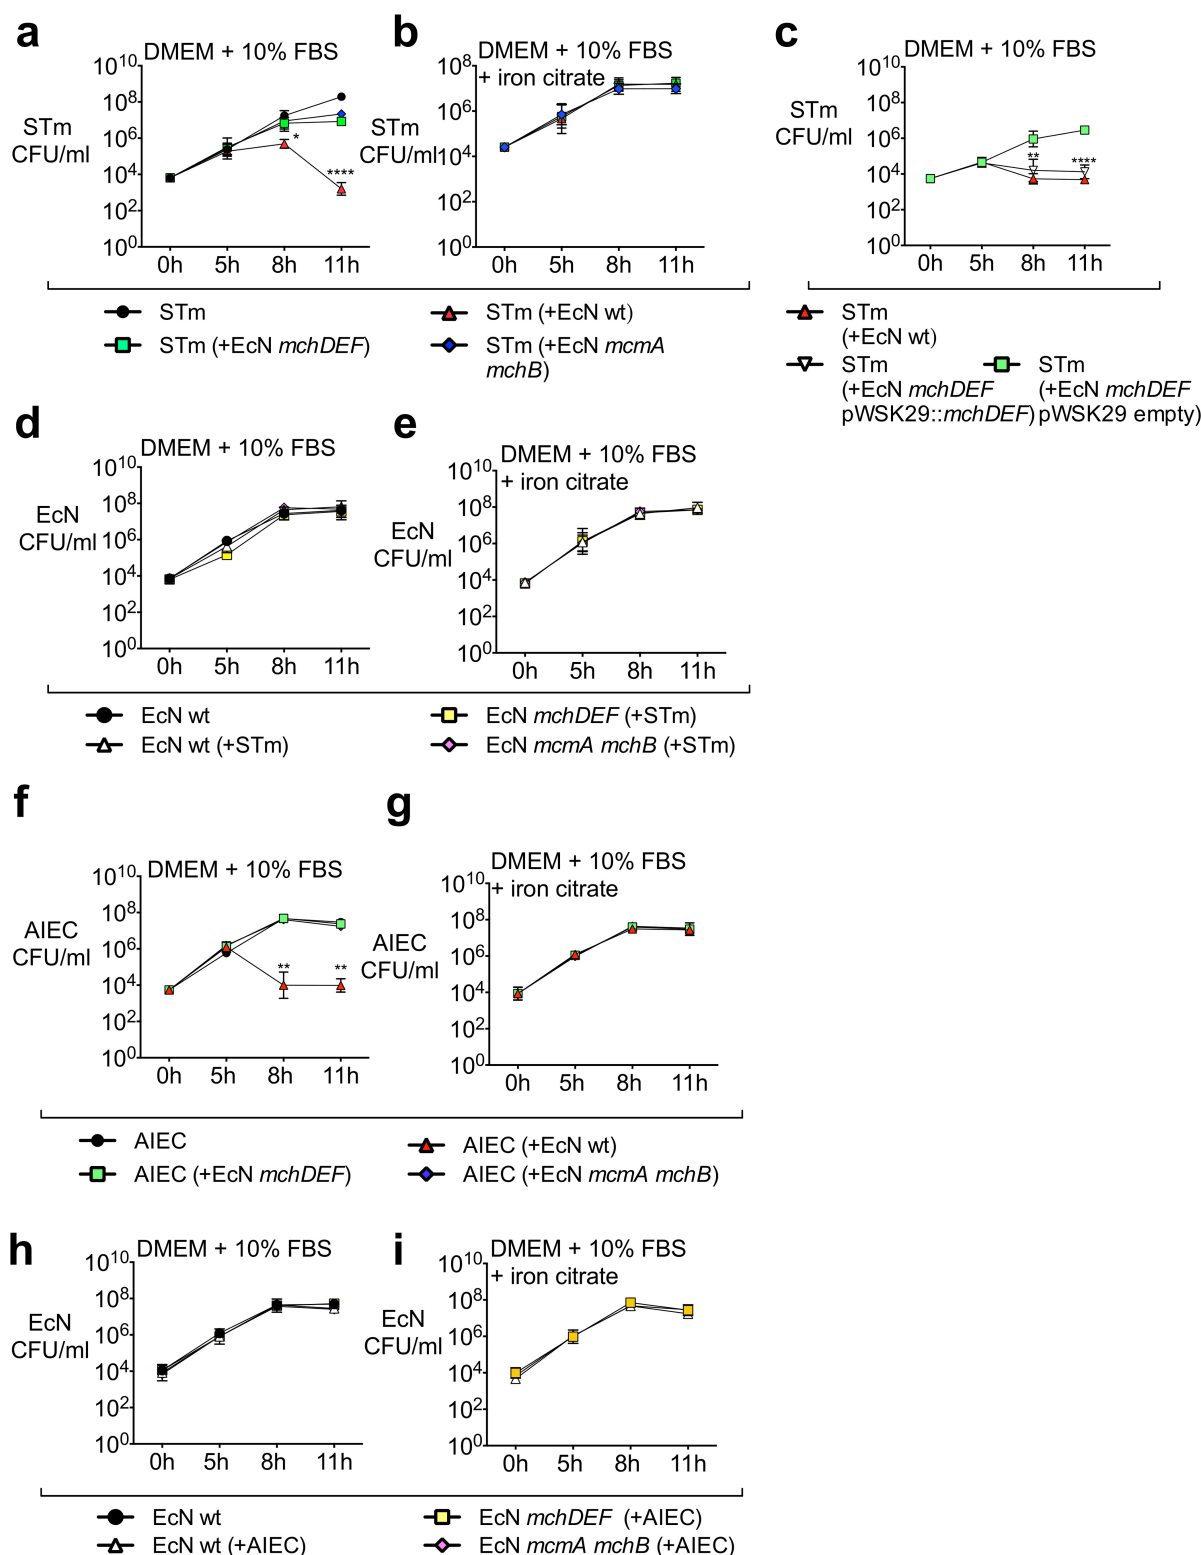 a
DMEM + 10% FBS
STm
CFU/ml
10^10
10^8
10^6
10^4
10^2
10^0
*
****
0h 5h 8h 11h
b
DMEM + 10% FBS
+ iron citrate
STm
CFU/ml
10^8
10^6
10^4
10^2
10^0
0h 5h 8h 11h
STm
STm (+EcN wt)
STm (+EcN mchDEF)
STm (+EcN mcmA
mchB)
c
DMEM + 10% FBS
STm
CFU/ml
10^10
10^8
10^6
10^4
10^2
10^0
**
****
0h 5h 8h 11h
STm
(+EcN wt)
STm
(+EcN mchDEF
pWSK29::mchDEF)
STm
(+EcN mchDEF
pWSK29 empty)
d
DMEM + 10% FBS
EcN
CFU/ml
10^10
10^8
10^6
10^4
10^2
10^0
0h 5h 8h 11h
e
DMEM + 10% FBS
+ iron citrate
EcN
CFU/ml
10^10
10^8
10^6
10^4
10^2
10^0
0h 5h 8h 11h
EcN wt
EcN mchDEF (+STm)
EcN wt (+STm)
EcN mcmA mchB (+STm)
f
DMEM + 10% FBS
AIEC
CFU/ml
10^10
10^8
10^6
10^4
10^2
10^0
**
**
0h 5h 8h 11h
g
DMEM + 10% FBS
+ iron citrate
AIEC
CFU/ml
10^10
10^8
10^6
10^4
10^2
10^0
0h 5h 8h 11h
AIEC
AIEC (+EcN wt)
AIEC (+EcN mchDEF)
AIEC (+EcN mcmA mchB)
h
DMEM + 10% FBS
EcN
CFU/ml
10^10
10^8
10^6
10^4
10^2
10^0
0h 5h 8h 11h
i
DMEM + 10% FBS
+ iron citrate
EcN
CFU/ml
10^10
10^8
10^6
10^4
10^2
10^0
0h 5h 8h 11h
EcN wt
EcN mchDEF (+AIEC)
EcN wt (+AIEC)
EcN mcmA mchB (+AIEC)